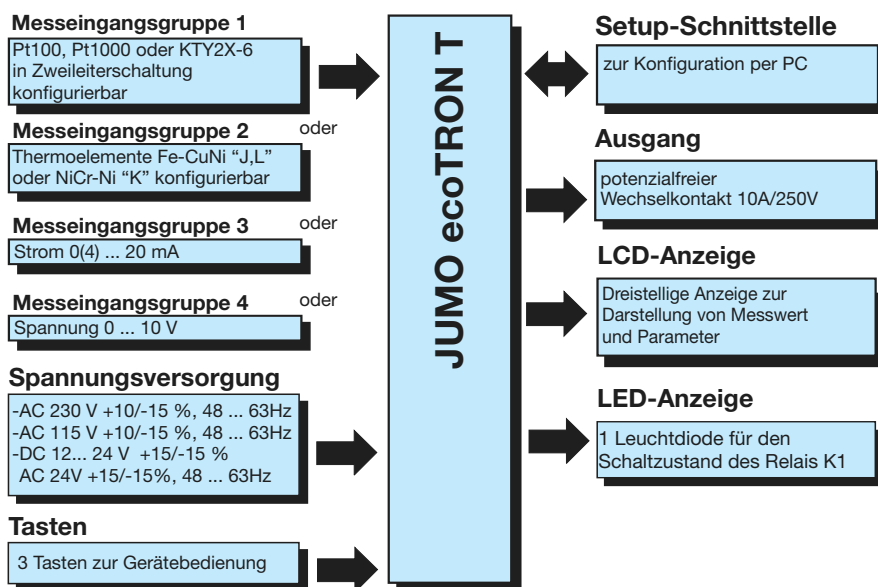 Messeingangsgruppe 1
Pt100, Pt1000 oder KTY2X-6
in Zweileiterschaltung
konfigurierbar
Messeingangsgruppe 2 oder
Thermoelemente Fe-CuNi “J,L”
oder NiCr-Ni “K” konfigurierbar
Messeingangsgruppe 3 oder
Strom 0(4) ... 20 mA
Messeingangsgruppe 4 oder
Spannung 0 ... 10 V
Spannungsversorgung
-AC 230 V +10/-15 %, 48 ... 63Hz
-AC 115 V +10/-15 %, 48 ... 63Hz
-DC 12... 24 V +15/-15 %
AC 24V +15/-15%, 48 ... 63Hz
Tasten
3 Tasten zur Gerätebedienung
JUMO ecoTRON T
Setup-Schnittstelle
zur Konfiguration per PC
Ausgang
potenzialfreier
Wechselkontakt 10A/250V
LCD-Anzeige
Dreistellige Anzeige zur
Darstellung von Messwert
und Parameter
LED-Anzeige
1 Leuchtdiode für den
Schaltzustand des Relais K1